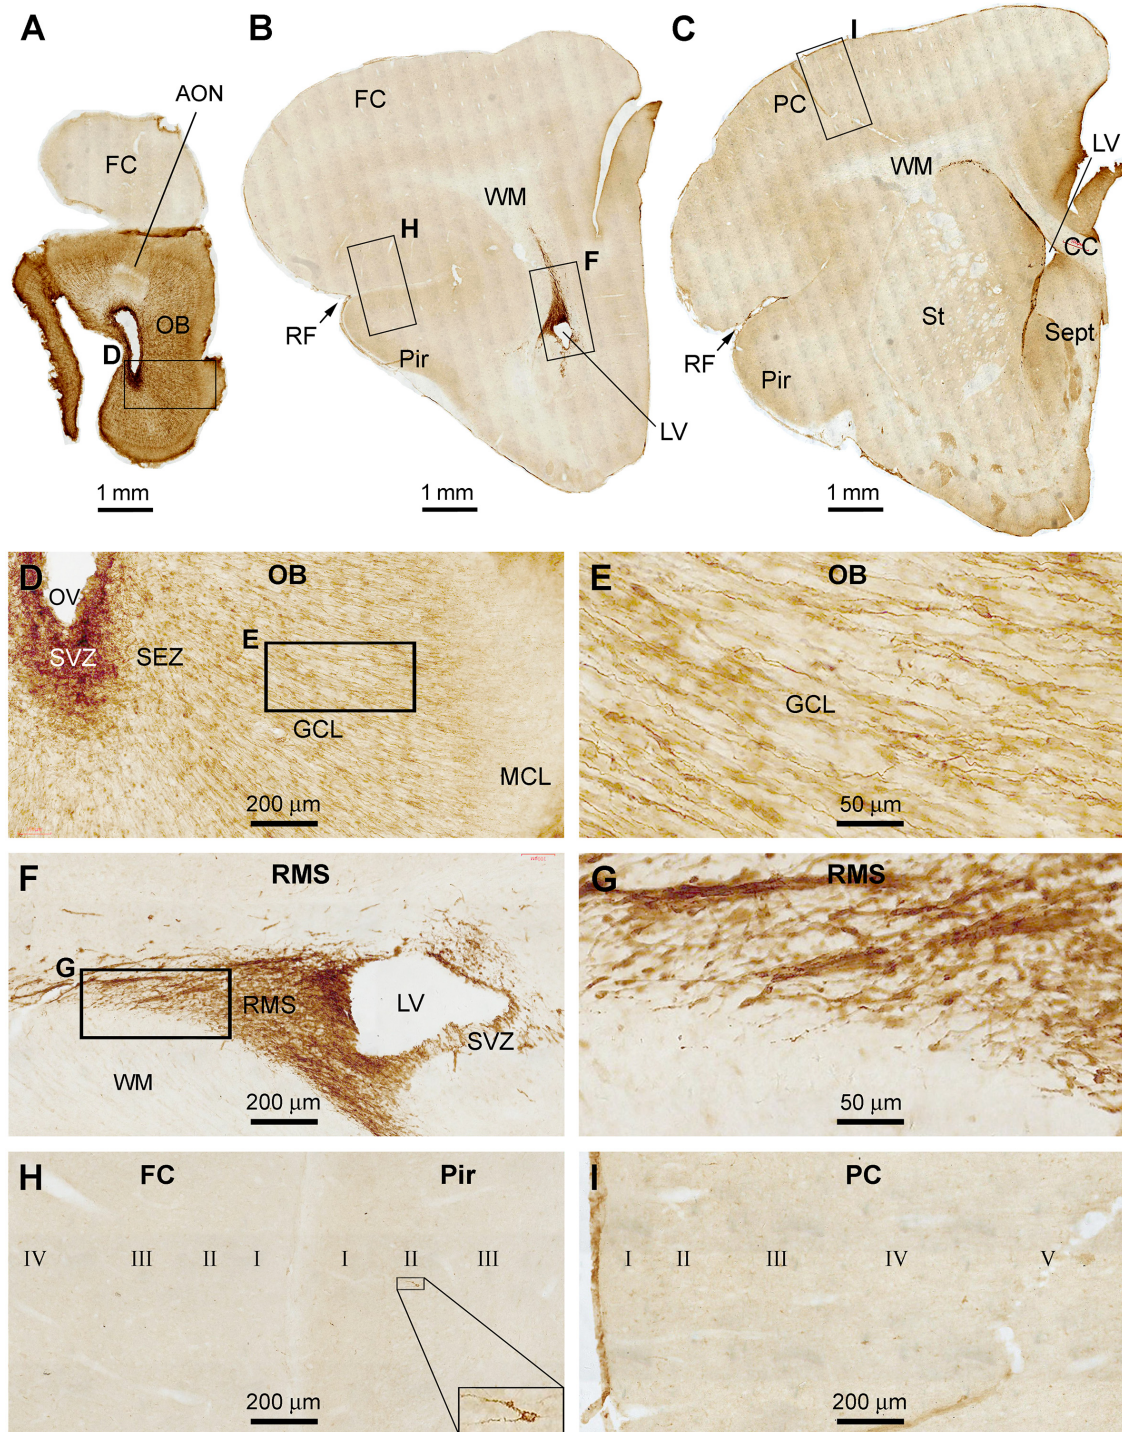 A
B
C
I
AON
FC
FC
PC
LV
WM
WM
H
F
CC
OB
RF
St
Sept
D
Pir
RF
Pir
LV
1 mm
1 mm
1 mm
D
OB
OV
SVZ
SEZ
E
GCL
MCL
200 µm
E
OB
GCL
50 µm
F
RMS
G
RMS
LV
SVZ
WM
200 µm
G
RMS
50 µm
H
FC
Pir
IV
III
II
I
I
II
III
200 µm
I
PC
I
II
III
IV
V
200 µm